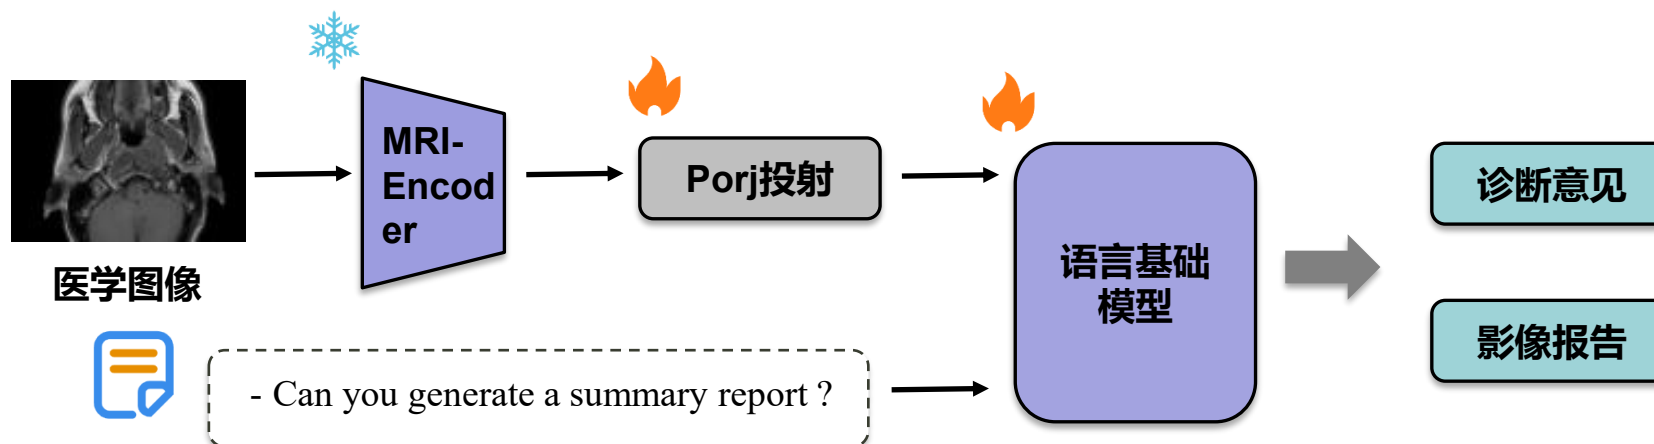 MRI-
Encod
er
Porj投射
语言基础
模型
诊断意见
影像报告
医学图像
- Can you generate a summary report ?